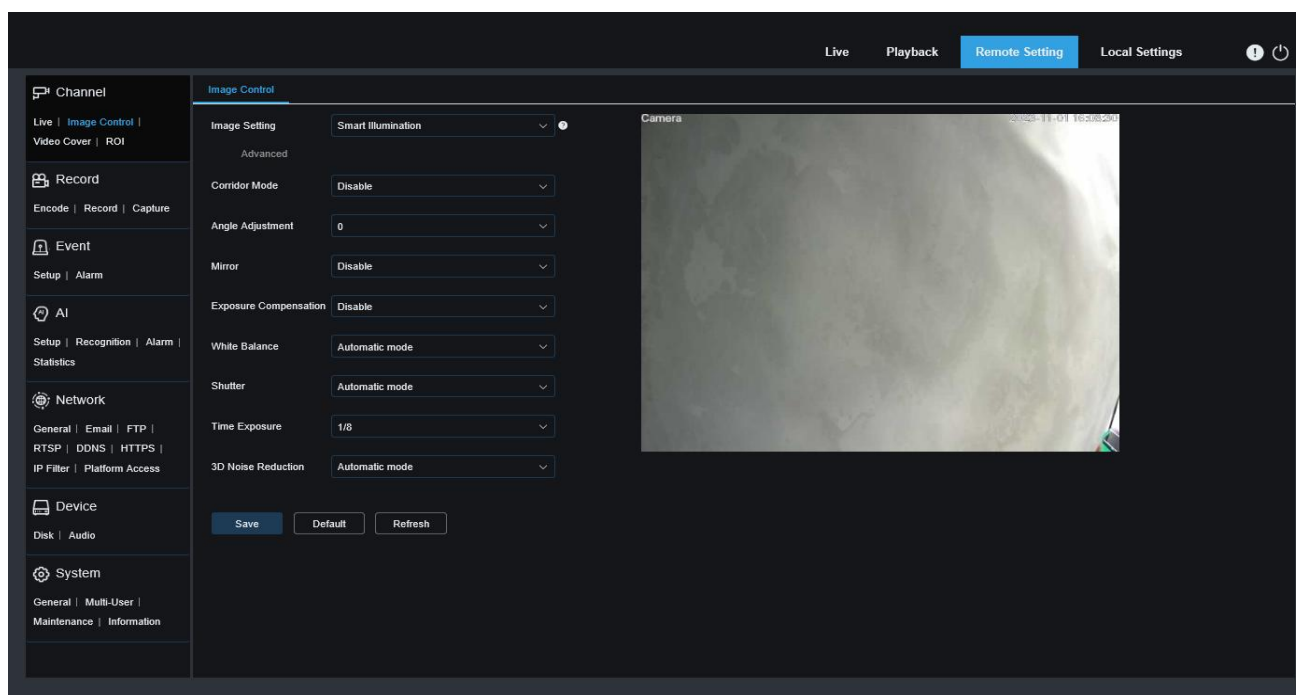 Live Playback Remote Setting Local Settings
Channel
Live | Image Control |
Video Cover | ROI
Record
Encode | Record | Capture
Event
Setup | Alarm
AI
Setup | Recognition | Alarm |
Statistics
Network
General | Email | FTP |
RTSP | DDNS | HTTPS |
IP Filter | Platform Access
Device
Disk | Audio
System
General | Multi-User |
Maintenance | Information
Image Control
Image Setting Smart Illumination
Advanced
Corridor Mode Disable
Angle Adjustment 0
Mirror Disable
Exposure Compensation Disable
White Balance Automatic mode
Shutter Automatic mode
Time Exposure 1/8
3D Noise Reduction Automatic mode
Save Default Refresh
Camera 2023-11-01